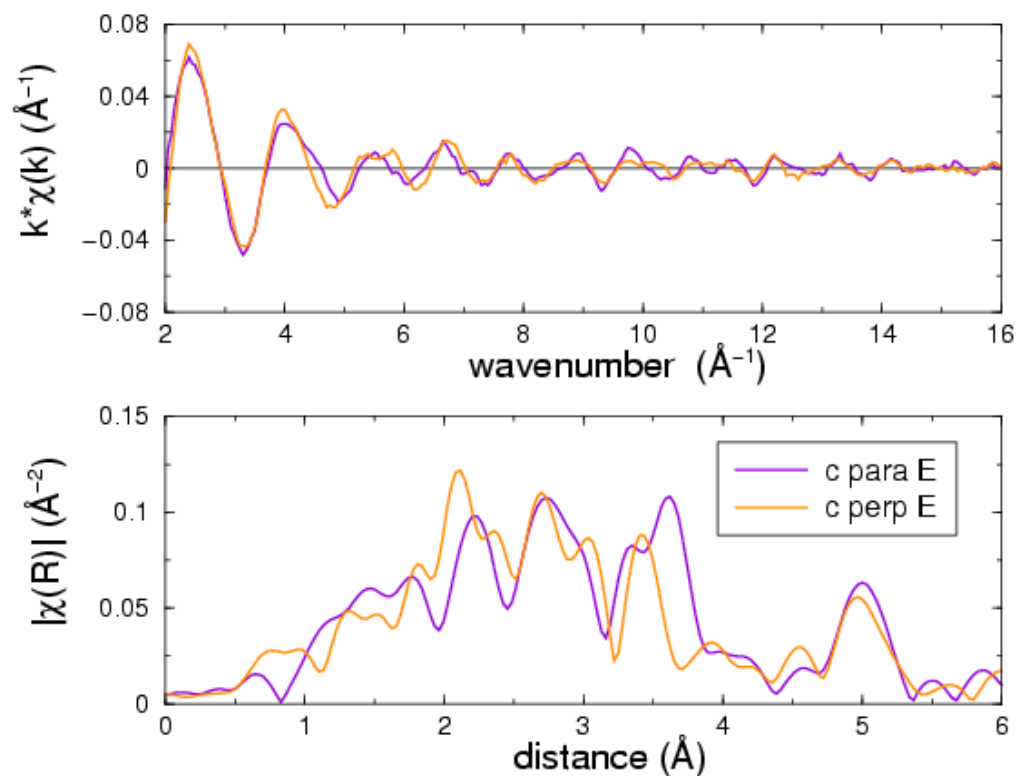 0.08
0.04
0
−0.04
−0.08
k*χ(k) (Å⁻¹)
2 4 6 8 10 12 14 16
wavenumber (Å⁻¹)
0.15
0.1
0.05
0
|χ(R)| (Å⁻²)
c para E
c perp E
0 1 2 3 4 5 6
distance (Å)